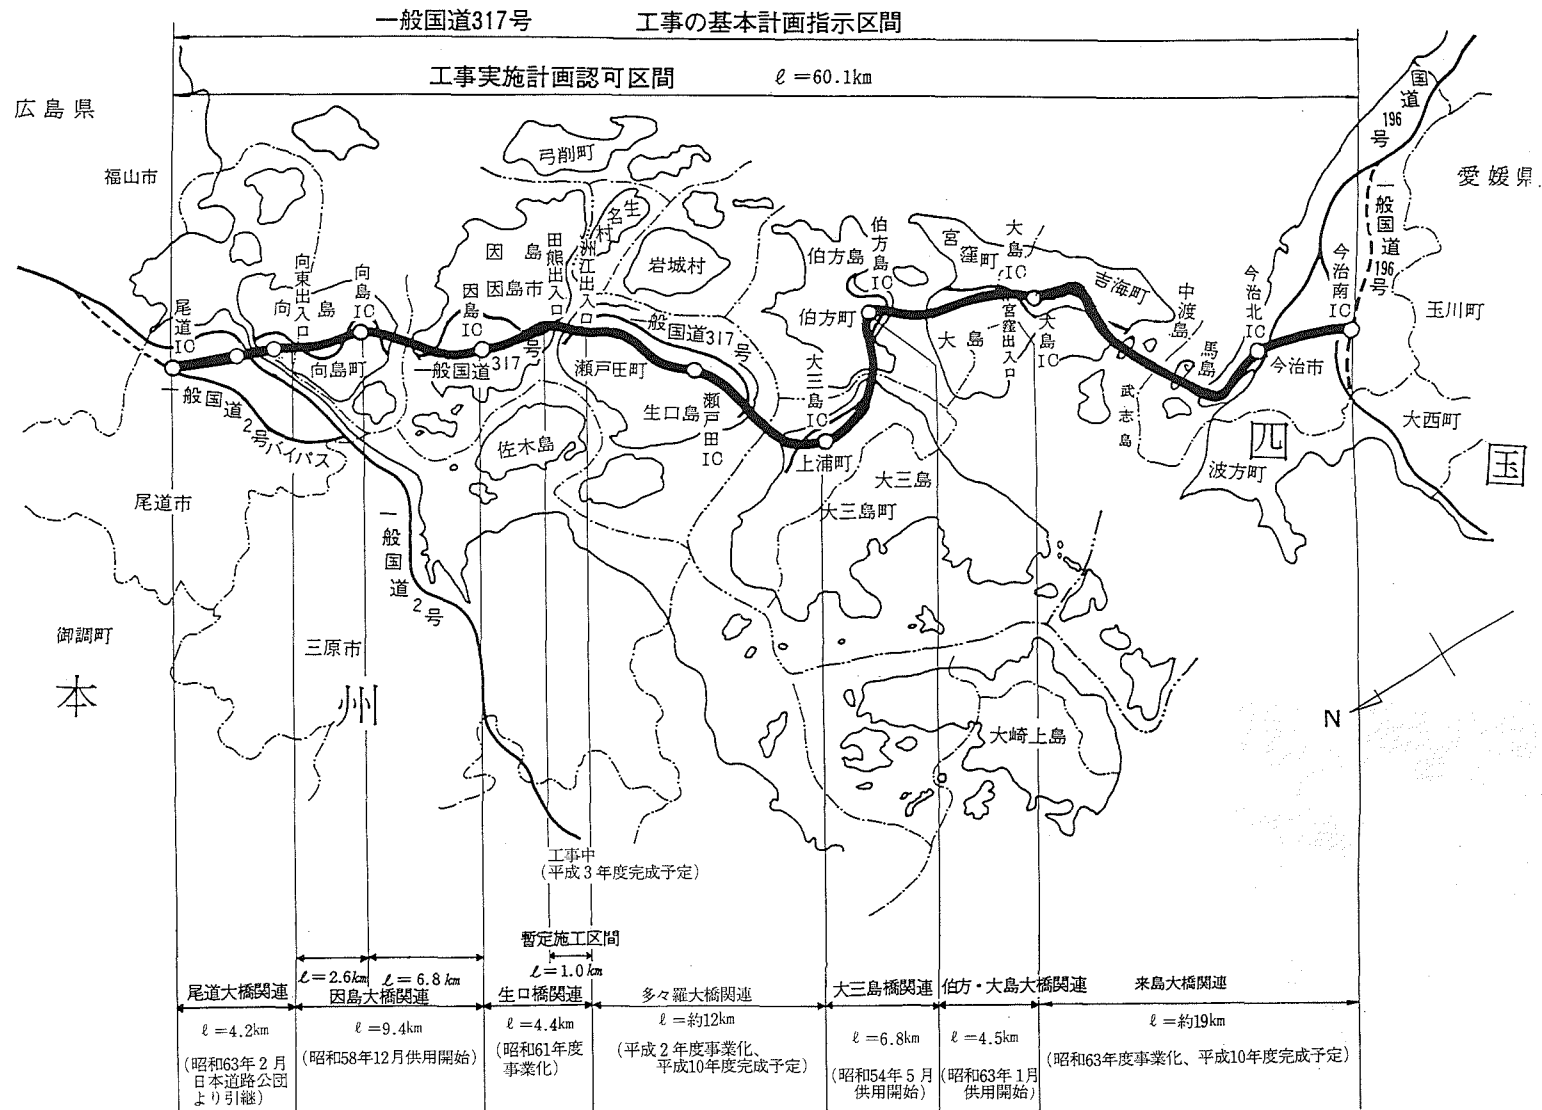 一般国道317号 工事の基本計画指示区間
工事実施計画認可区間 ℓ=60.1km
広島県
福山市
弓削町
生名村
国道196号
愛媛県
一般国道196号
向東出入口
向島IC
向島
因島
因島市
因島IC
田熊出入口
洲江出入口
岩城村
伯方島
伯方島IC
宮窪町
大島IC
吉海町
中渡島
馬島
今治北IC
今治南IC
玉川町
尾道IC
向島町
一般国道317号
一般国道317号
瀬戸田町
伯方町
大島
宮窪出入口
大島IC
今治市
一般国道2号バイパス
佐木島
生口島
瀬戸田IC
大三島IC
上浦町
武志島
四
国
大西町
波方町
尾道市
大三島
大三島町
一般国道2号
御調町
三原市
本
州
大崎上島
N
工事中
(平成3年度完成予定)
暫定施工区間
ℓ=2.6km ℓ=6.8km ℓ=1.0km
尾道大橋関連 因島大橋関連 生口橋関連 多々羅大橋関連 大三島橋関連 伯方・大島大橋関連 来島大橋関連
ℓ=4.2km ℓ=9.4km ℓ=4.4km ℓ=約12km ℓ=6.8km ℓ=4.5km ℓ=約19km
(昭和63年2月
日本道路公団
より引継)
(昭和58年12月供用開始)
(昭和61年度
事業化)
(平成2年度事業化、
平成10年度完成予定)
(昭和54年5月
供用開始)
(昭和63年1月
供用開始)
(昭和63年度事業化、平成10年度完成予定)